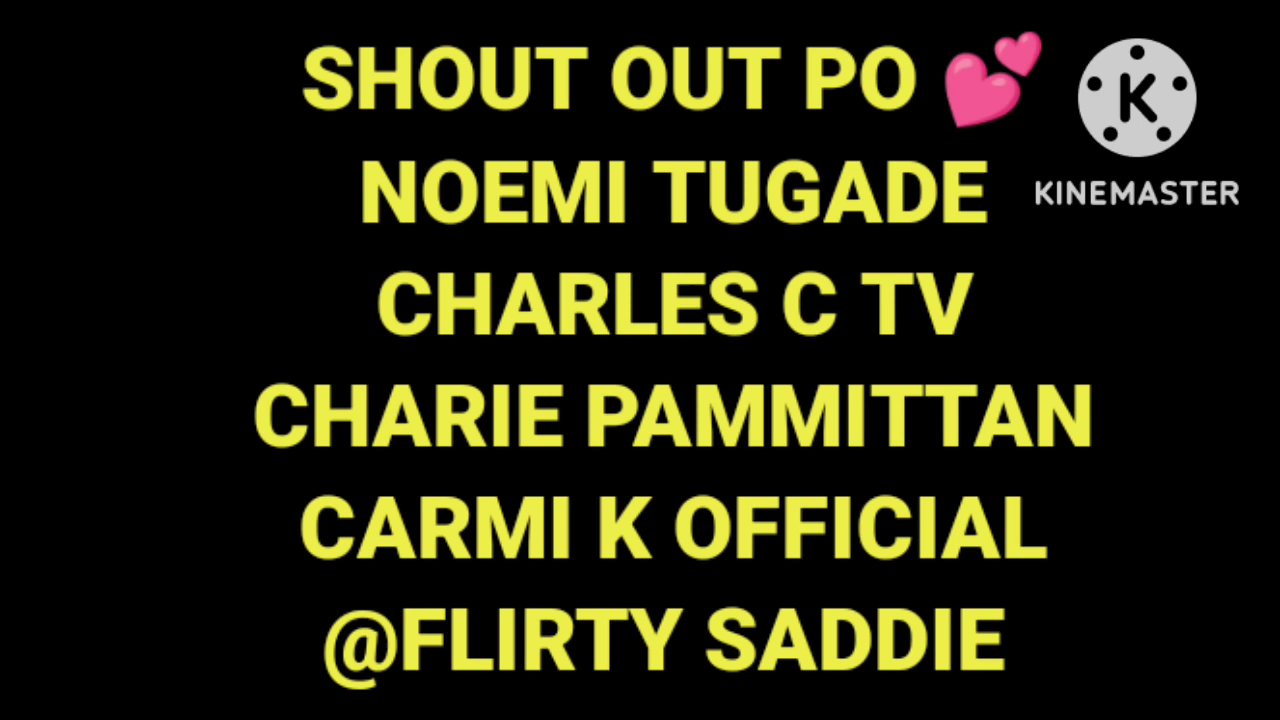 SHOUT OUT PO 💕
NOEMI TUGADE
CHARLES C TV
CHARIE PAMMITTAN
CARMI K OFFICIAL
@FLIRTY SADDIE
K
KINEMASTER